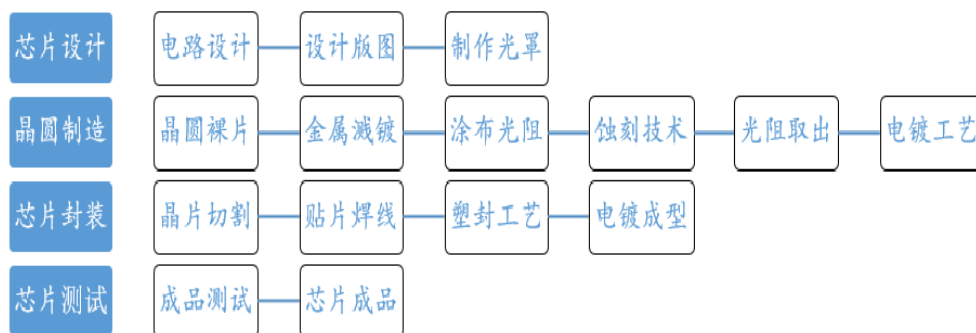 芯片设计 电路设计 设计版图 制作光罩
晶圆制造 晶圆裸片 金属溅镀 涂布光阻 蚀刻技术 光阻取出 电镀工艺
芯片封装 晶片切割 贴片焊线 塑封工艺 电镀成型
芯片测试 成品测试 芯片成品